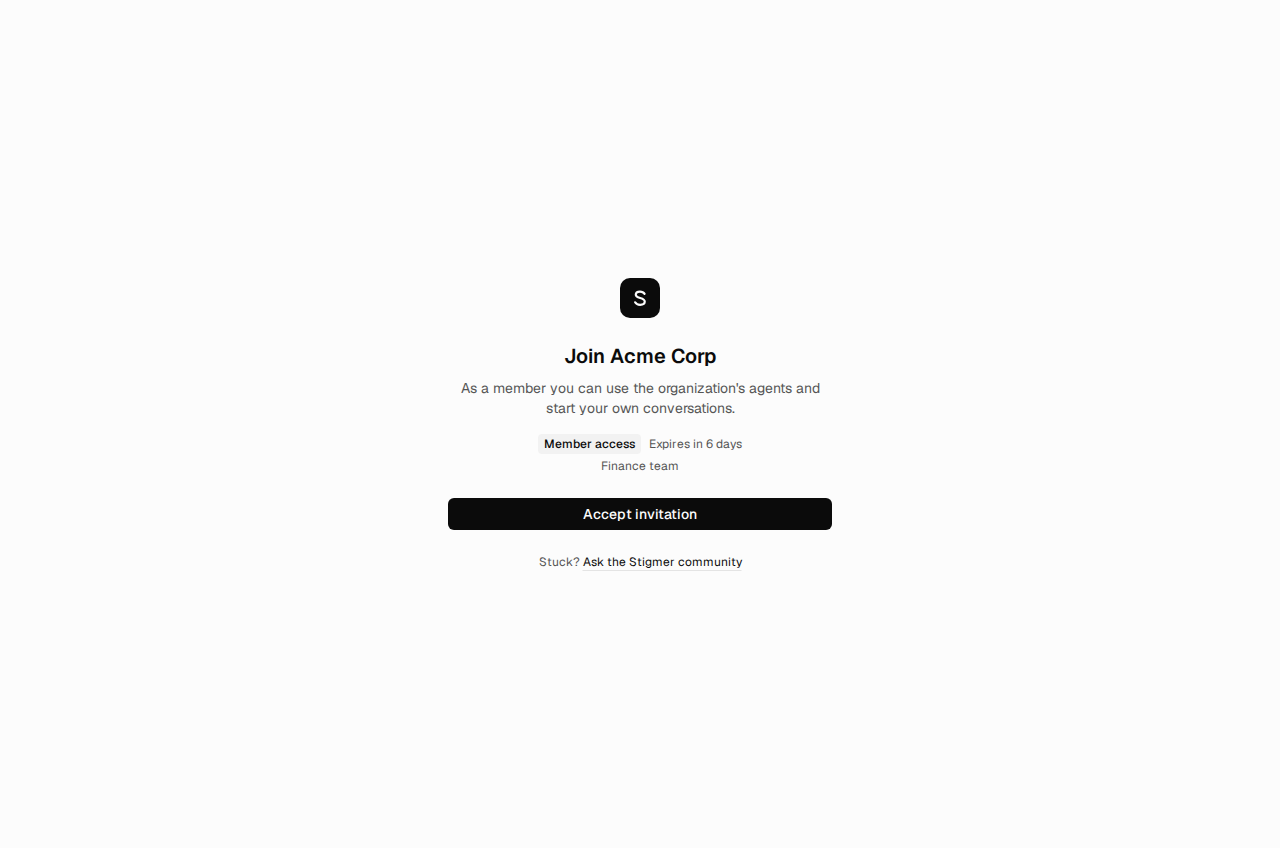 S
Join Acme Corp
As a member you can use the organization's agents and
start your own conversations.
Member access Expires in 6 days
Finance team
Accept invitation
Stuck? Ask the Stigmer community